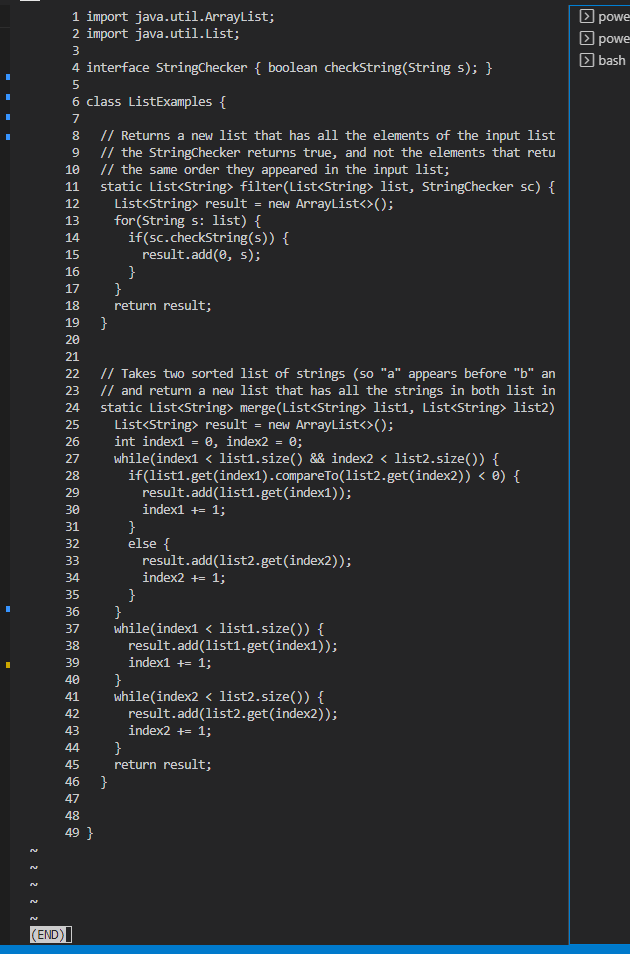 1 import java.util.ArrayList;
2 import java.util.List;
3
4 interface StringChecker { boolean checkString(String s); }
5
6 class ListExamples {
7
8   // Returns a new list that has all the elements of the input list
9   // the StringChecker returns true, and not the elements that retu
10   // the same order they appeared in the input list;
11   static List<String> filter(List<String> list, StringChecker sc) {
12     List<String> result = new ArrayList<>();
13     for(String s: list) {
14       if(sc.checkString(s)) {
15         result.add(0, s);
16       }
17     }
18     return result;
19   }
20
21
22   // Takes two sorted list of strings (so "a" appears before "b" an
23   // and return a new list that has all the strings in both list in
24   static List<String> merge(List<String> list1, List<String> list2)
25     List<String> result = new ArrayList<>();
26     int index1 = 0, index2 = 0;
27     while(index1 < list1.size() && index2 < list2.size()) {
28       if(list1.get(index1).compareTo(list2.get(index2)) < 0) {
29         result.add(list1.get(index1));
30         index1 += 1;
31       }
32       else {
33         result.add(list2.get(index2));
34         index2 += 1;
35       }
36     }
37     while(index1 < list1.size()) {
38       result.add(list1.get(index1));
39       index1 += 1;
40     }
41     while(index2 < list2.size()) {
42       result.add(list2.get(index2));
43       index2 += 1;
44     }
45     return result;
46   }
47
48
49 }
~
~
~
~
~
(END)
powe
powe
bash